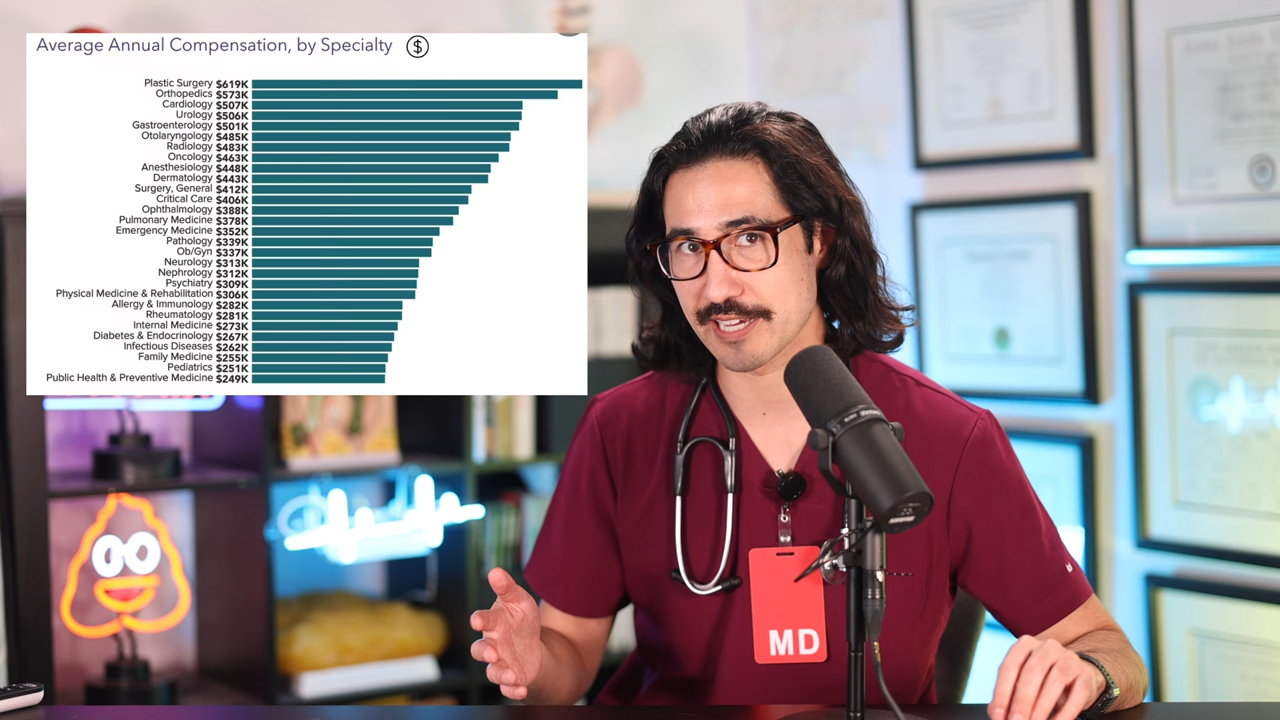 Average Annual Compensation, by Specialty $
Plastic Surgery $619K
Orthopedics $573K
Cardiology $507K
Urology $506K
Gastroenterology $501K
Otolaryngology $485K
Radiology $483K
Oncology $463K
Anesthesiology $448K
Dermatology $443K
Surgery, General $412K
Critical Care $406K
Ophthalmology $388K
Pulmonary Medicine $378K
Emergency Medicine $352K
Pathology $339K
Ob/Gyn $337K
Neurology $313K
Nephrology $312K
Psychiatry $309K
Physical Medicine & Rehabilitation $306K
Allergy & Immunology $282K
Rheumatology $281K
Internal Medicine $273K
Diabetes & Endocrinology $267K
Infectious Diseases $262K
Family Medicine $255K
Pediatrics $251K
Public Health & Preventive Medicine $249K
MD